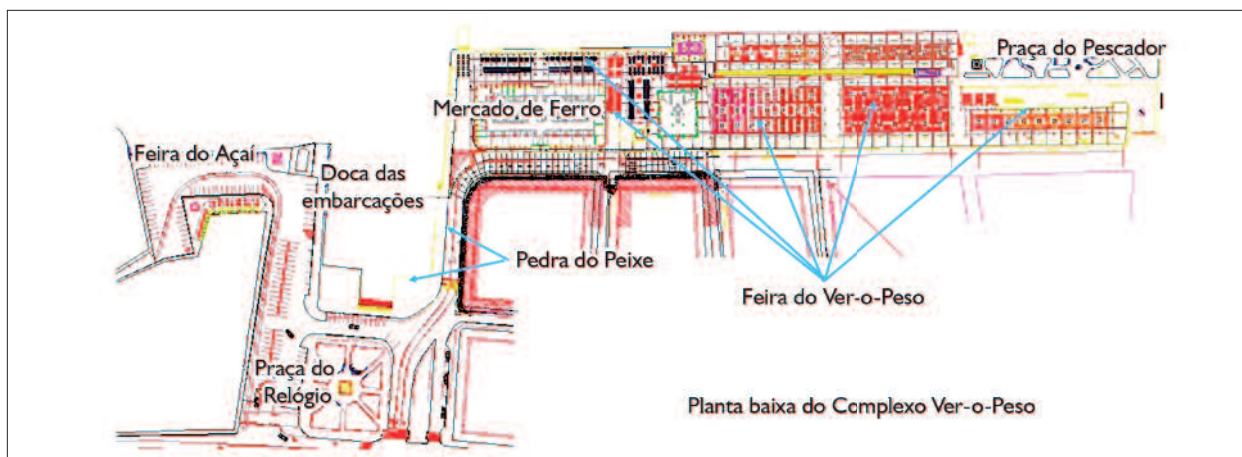 Praça do Pescador
Mercado de Ferro
Feira do Açaí
Doca das
embarcações
Pedra do Peixe
Feira do Ver-o-Peso
Praça do
Relógio
Planta baixa do Complexo Ver-o-Peso